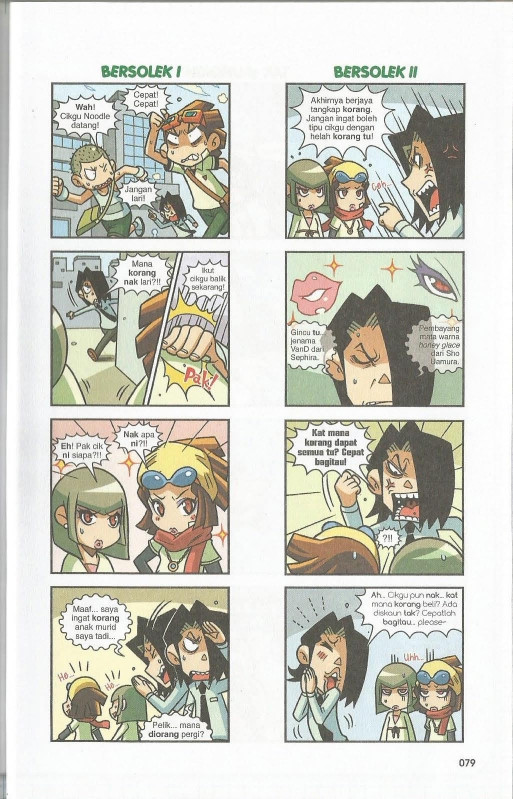 BERSOLEK I
Cepat!
Cepat!
Wah!
Cikgu Noodle
datang!
Jangan
lari!
Mana
korang
nak lari?!!
Ikut
cikgu balik
sekarang!
Pak!
Eh! Pak cik
ni siapa?!!
Nak apa
ni?!!
Maaf... saya
ingat korang
anak murid
saya tadi...
Ho...
Ho
Pelik... mana
diorang pergi?
BERSOLEK II
Akhirnya berjaya
tangkap korang.
Jangan ingat boleh
tipu cikgu dengan
helah korang tu!
Gincu tu
jenama
VanD dari
Sephira.
Pembayang
mata warna
honey glace
dari Sho
Uamura.
Kat mana
korang dapat
semua tu? Cepat
bagitau!
?!!
Ah.. Cikgu pun nak.. kat
mana korang beli? Ada
diskaun tak? Cepatlah
bagitau.. please~
Uhh...
079